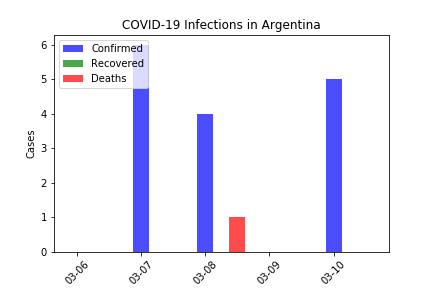 COVID-19 Infections in Argentina
Confirmed
Recovered
Deaths
Cases
6
5
4
3
2
1
0
03-06
03-07
03-08
03-09
03-10